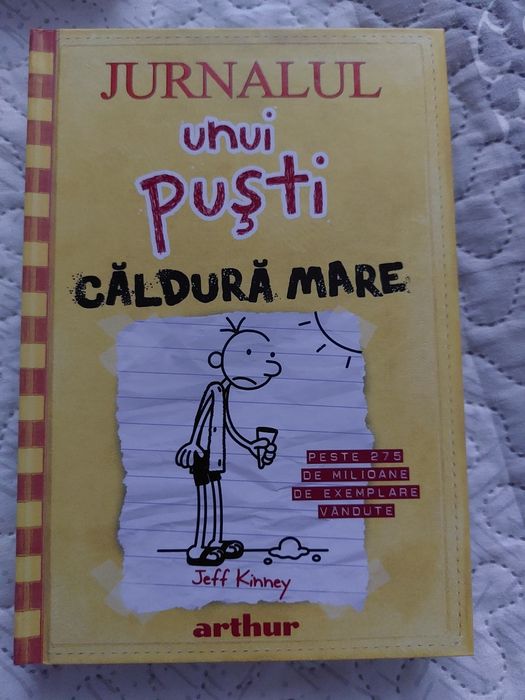 JURNALUL
unui
puşti
CĂLDURĂ MARE
PESTE 275
DE MILIOANE
DE EXEMPLARE
VÂNDUTE
Jeff Kinney
arthur